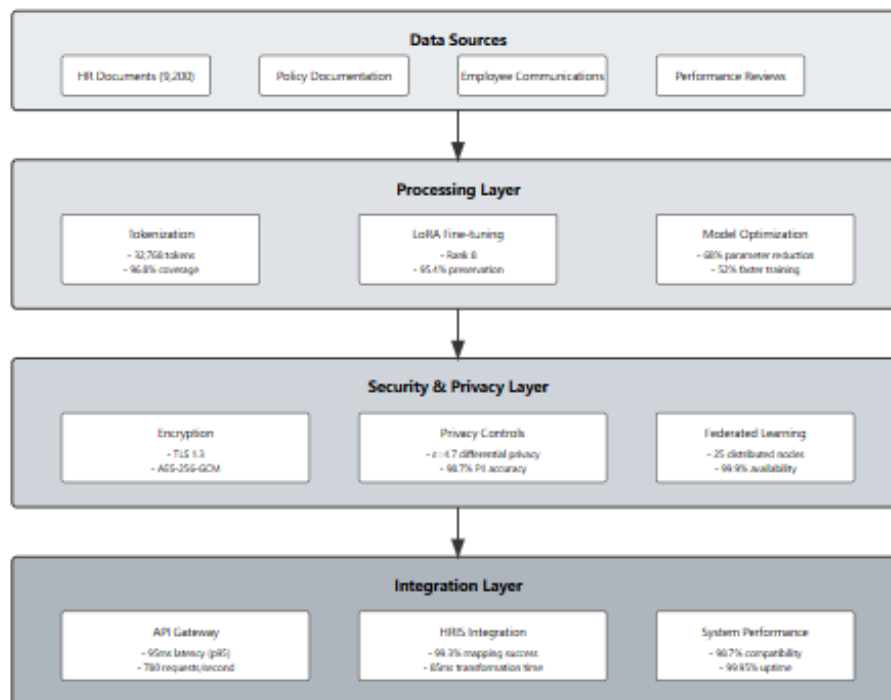 Data Sources
HR Documents (9,200)
Policy Documentation
Employee Communications
Performance Reviews
Processing Layer
Tokenization
- 32,768 tokens
- 96.8% coverage
LoRA Fine-tuning
- Rank 8
- 95.4% preservation
Model Optimization
- 68% parameter reduction
- 52% faster training
Security & Privacy Layer
Encryption
- TLS 1.3
- AES-256-GCM
Privacy Controls
- ε=4.7 differential privacy
- 98.7% PII accuracy
Federated Learning
- 25 distributed nodes
- 99.9% availability
Integration Layer
API Gateway
- 95ms latency (p95)
- 780 requests/second
HRIS Integration
- 99.3% mapping success
- 85ms transformation time
System Performance
- 98.7% compatibility
- 99.95% uptime